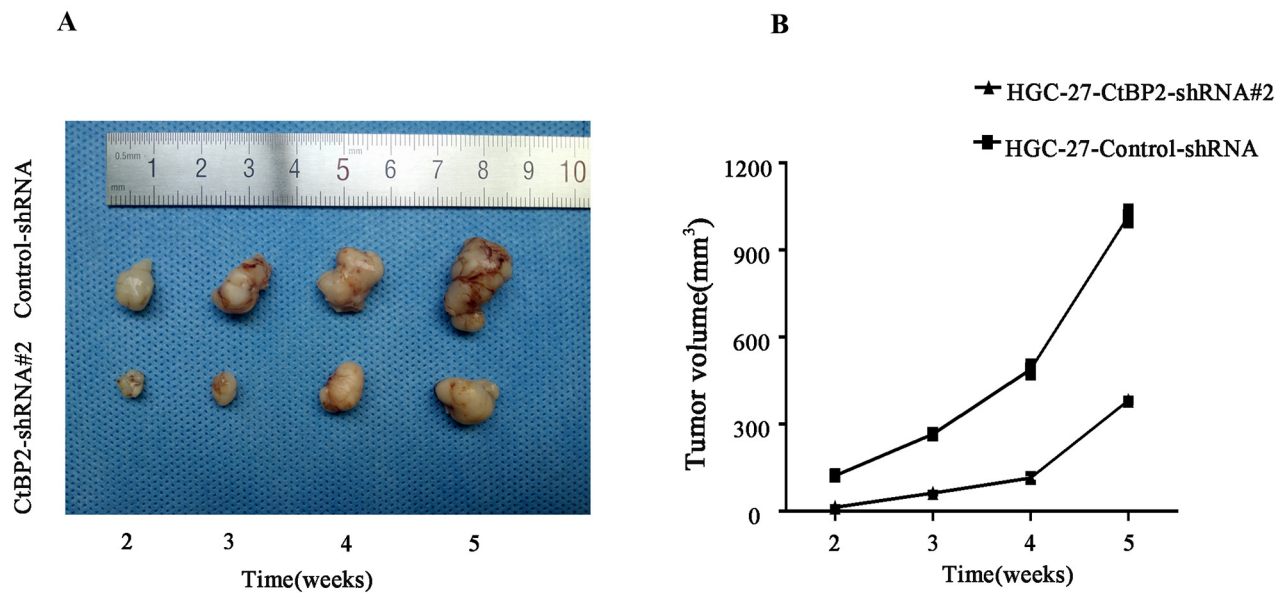 A
B
HGC-27-CtBP2-shRNA#2
HGC-27-Control-shRNA
Control-shRNA
CtBP2-shRNA#2
0.5mm
mm
mm
1 2 3 4 5 6 7 8 9 10
2 3 4 5
Time(weeks)
Tumor volume(mm³)
1200
900
600
300
0
2 3 4 5
Time(weeks)